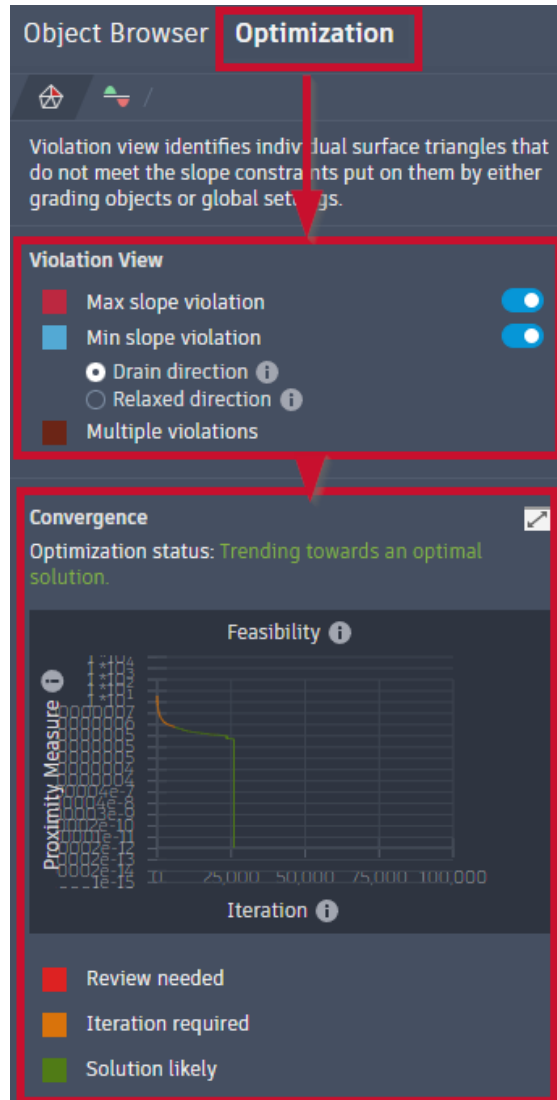 Object Browser Optimization
Violation view identifies individual surface triangles that
do not meet the slope constraints put on them by either
grading objects or global settings.
Violation View
Max slope violation
Min slope violation
Drain direction
Relaxed direction
Multiple violations
Convergence
Optimization status: Trending towards an optimal
solution.
Feasibility
Proximity Measure
1e-15
25,000 50,000 75,000 100,000
Iteration
Review needed
Iteration required
Solution likely